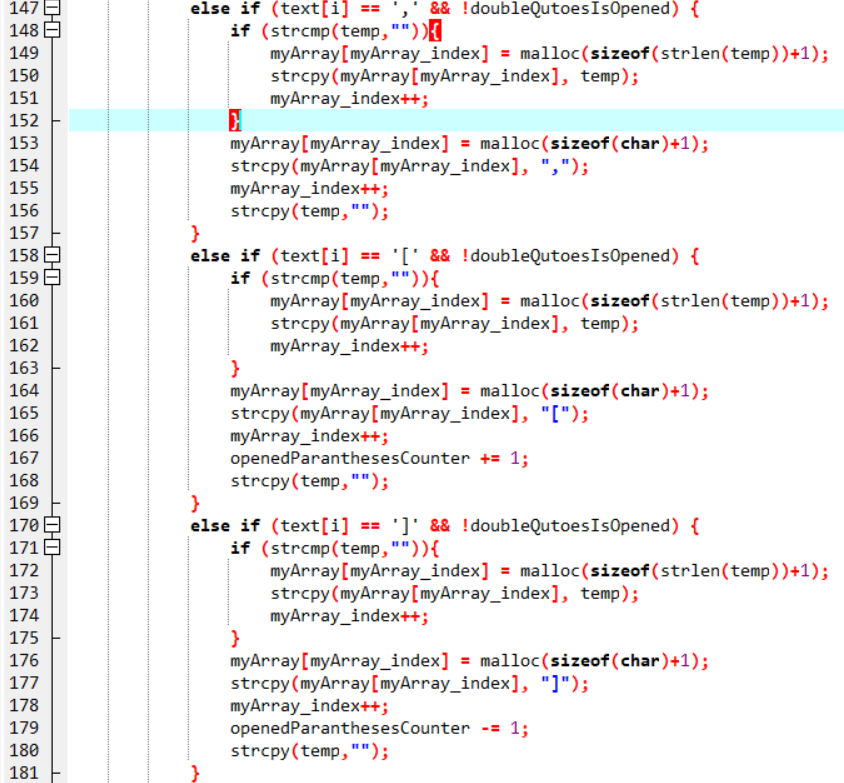 147 else if (text[i] == ',' && !doubleQutoesIsOpened) {
148 if (strcmp(temp,"")){
149 myArray[myArray_index] = malloc(sizeof(strlen(temp))+1);
150 strcpy(myArray[myArray_index], temp);
151 myArray_index++;
152 }
153 myArray[myArray_index] = malloc(sizeof(char)+1);
154 strcpy(myArray[myArray_index], ",");
155 myArray_index++;
156 strcpy(temp,"");
157 }
158 else if (text[i] == '[' && !doubleQutoesIsOpened) {
159 if (strcmp(temp,"")){
160 myArray[myArray_index] = malloc(sizeof(strlen(temp))+1);
161 strcpy(myArray[myArray_index], temp);
162 myArray_index++;
163 }
164 myArray[myArray_index] = malloc(sizeof(char)+1);
165 strcpy(myArray[myArray_index], "[");
166 myArray_index++;
167 openedParanthesesCounter += 1;
168 strcpy(temp,"");
169 }
170 else if (text[i] == ']' && !doubleQutoesIsOpened) {
171 if (strcmp(temp,"")){
172 myArray[myArray_index] = malloc(sizeof(strlen(temp))+1);
173 strcpy(myArray[myArray_index], temp);
174 myArray_index++;
175 }
176 myArray[myArray_index] = malloc(sizeof(char)+1);
177 strcpy(myArray[myArray_index], "]");
178 myArray_index++;
179 openedParanthesesCounter -= 1;
180 strcpy(temp,"");
181 }